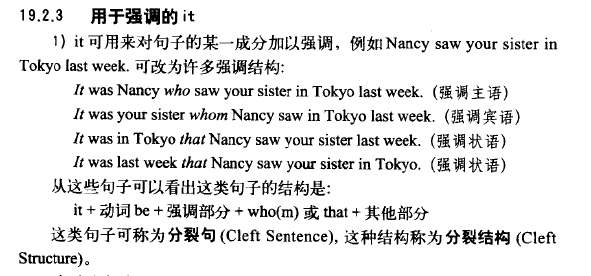 19.2.3 用于强调的it
1) it 可用来对句子的某一成分加以强调，例如 Nancy saw your sister in
Tokyo last week. 可改为许多强调结构:
It was Nancy who saw your sister in Tokyo last week.（强调主语）
It was your sister whom Nancy saw in Tokyo last week.（强调宾语）
It was in Tokyo that Nancy saw your sister last week.（强调状语）
It was last week that Nancy saw your sister in Tokyo.（强调状语）
从这些句子可以看出这类句子的结构是:
it + 动词 be + 强调部分 + who(m) 或 that + 其他部分
这类句子可称为分裂句 (Cleft Sentence), 这种结构称为分裂结构 (Cleft
Structure)。